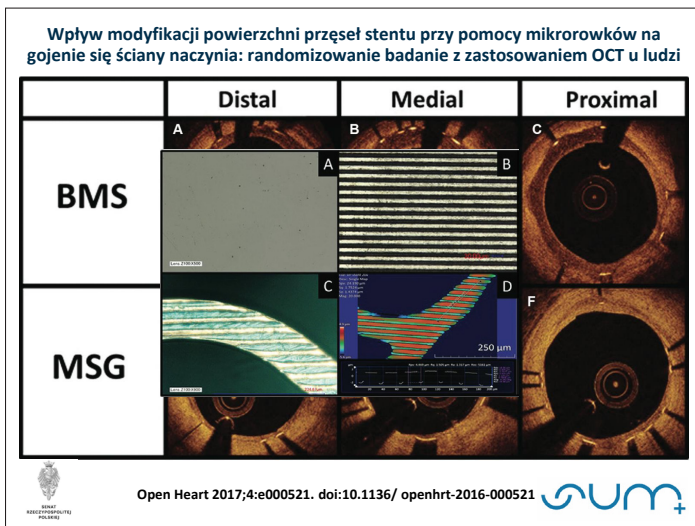 Wpływ modyfikacji powierzchni przęseł stentu przy pomocy mikrorowków na
gojenie się ściany naczynia: randomizowanie badanie z zastosowaniem OCT u ludzi
Distal Medial Proximal
BMS
A B C
A B
C D
250 µm
MSG
F
SENAT
RZECZYPOSPOLITEJ
POLSKIEJ
Open Heart 2017;4:e000521. doi:10.1136/ openhrt-2016-000521
SUM